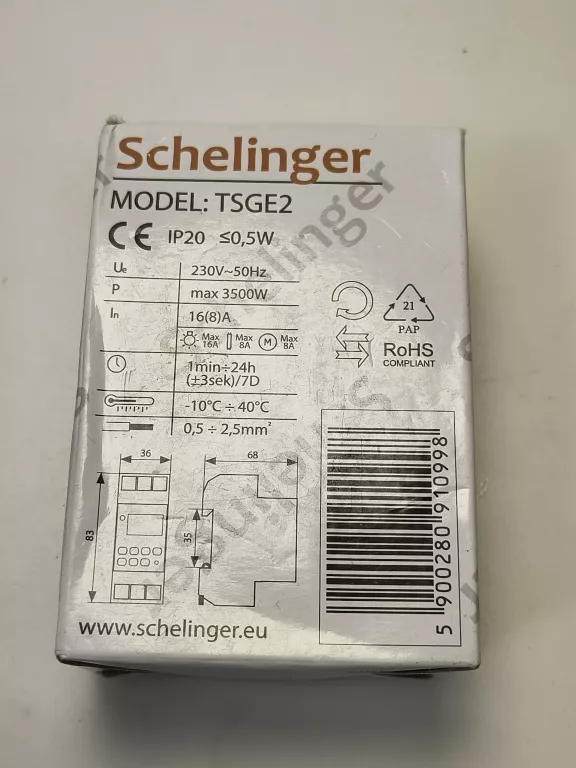 Schelinger
MODEL: TSGE2
CE IP20 ≤0,5W
Ue 230V~50Hz
P max 3500W
In 16(8)A
Max 16A Max 8A M Max 8A
1min÷24h
(±3sek)/7D
-10°C ÷ 40°C
0,5 ÷ 2,5mm²
21
PAP
RoHS
COMPLIANT
36
68
83
35
www.schelinger.eu
5 900280 910998
Schelinger